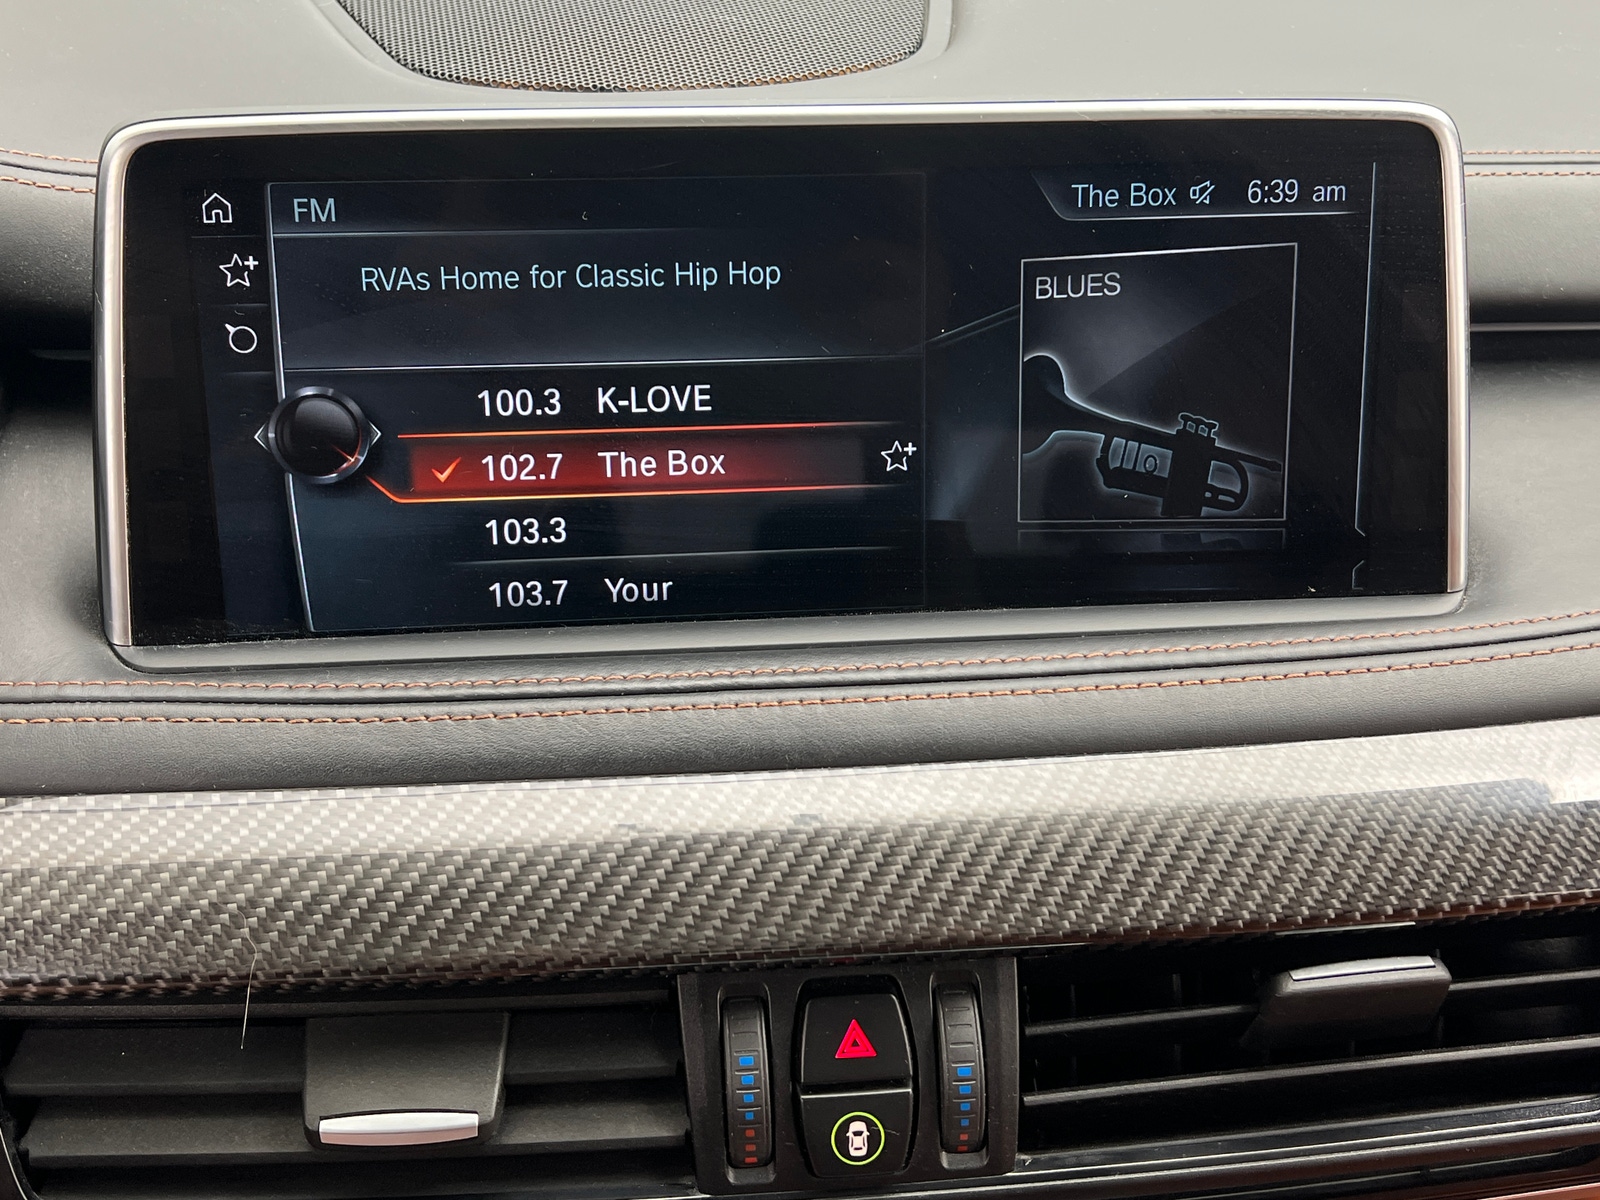 FM
The Box 6:39 am
RVAs Home for Classic Hip Hop
BLUES
100.3 K-LOVE
102.7 The Box
103.3
103.7 Your